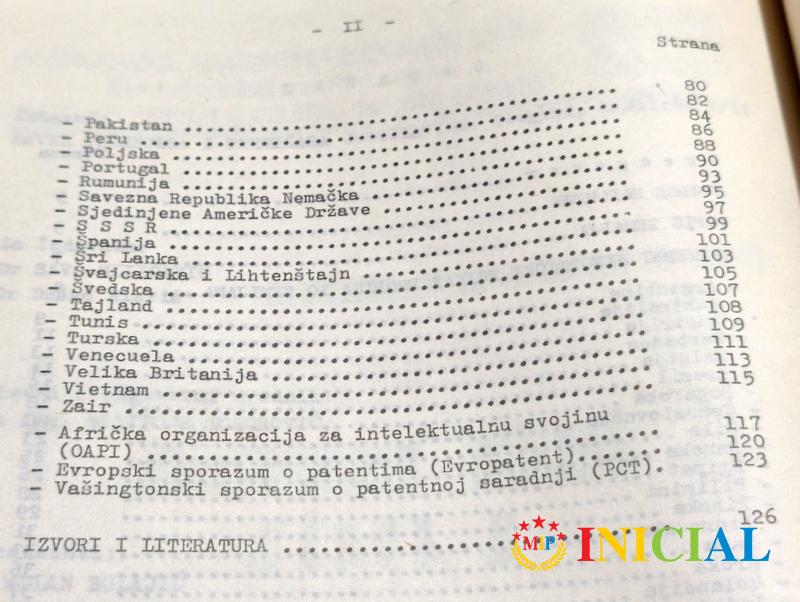 - II -
Strana
- Pakistan ........ 80
- Peru ........ 82
- Poljska ........ 84
- Portugal ........ 86
- Rumunija ........ 88
- Savezna Republika Nemačka ........ 90
- Sjedinjene Američke Države ........ 93
- S S S R ........ 95
- Španija ........ 97
- Šri Lanka ........ 99
- Švajcarska i Lihtenštajn ........ 101
- Švedska ........ 103
- Tajland ........ 105
- Tunis ........ 107
- Turska ........ 108
- Venecuela ........ 109
- Velika Britanija ........ 111
- Vietnam ........ 113
- Zair ........ 115
- Afrička organizacija za intelektualnu svojinu
(OAPI) ........ 117
- Evropski sporazum o patentima (Evropatent)........ 120
- Vašingtonski sporazum o patentnoj saradnji (PCT). 123
IZVORI I LITERATURA ........ 126
MP INICIAL